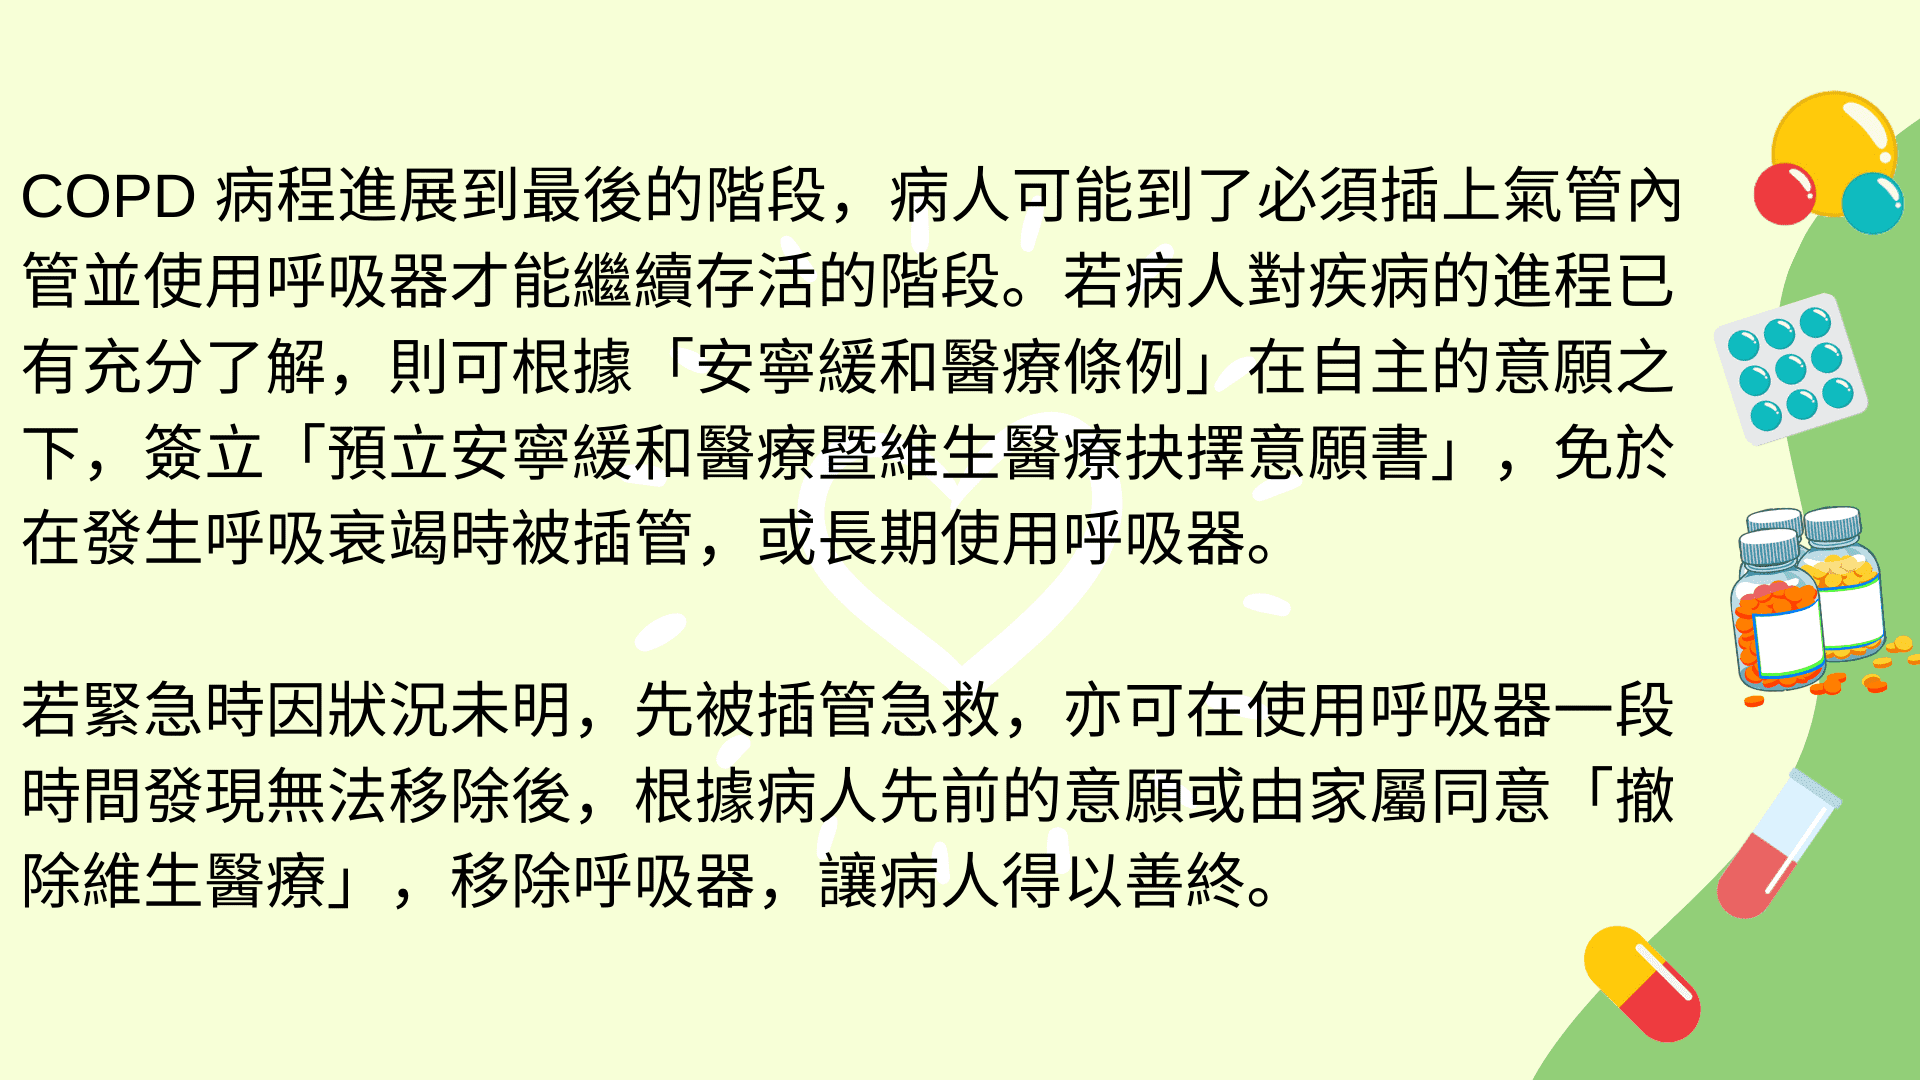 COPD 病程進展到最後的階段，病人可能到了必須插上氣管內
管並使用呼吸器才能繼續存活的階段。若病人對疾病的進程已
有充分了解，則可根據「安寧緩和醫療條例」在自主的意願之
下，簽立「預立安寧緩和醫療暨維生醫療抉擇意願書」，免於
在發生呼吸衰竭時被插管，或長期使用呼吸器。
若緊急時因狀況未明，先被插管急救，亦可在使用呼吸器一段
時間發現無法移除後，根據病人先前的意願或由家屬同意「撤
除維生醫療」，移除呼吸器，讓病人得以善終。